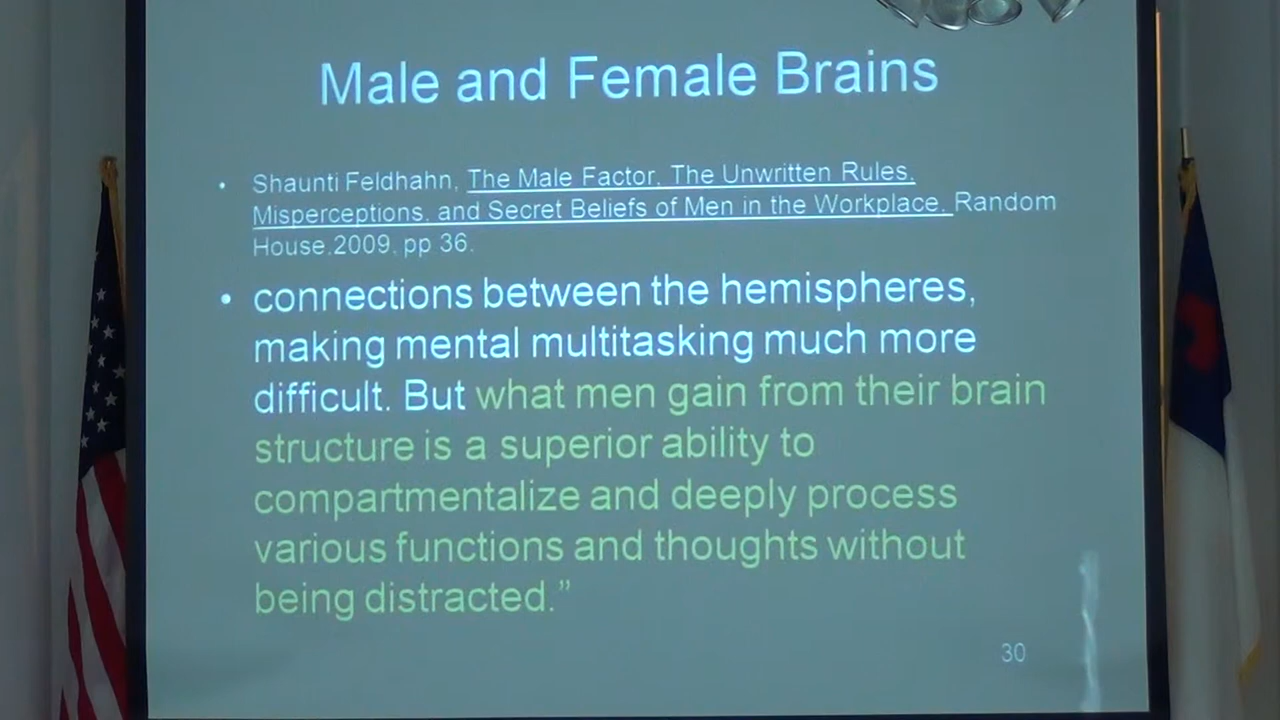 Male and Female Brains
• Shaunti Feldhahn, The Male Factor. The Unwritten Rules,
Misperceptions, and Secret Beliefs of Men in the Workplace. Random
House.2009, pp 36.
• connections between the hemispheres,
making mental multitasking much more
difficult. But what men gain from their brain
structure is a superior ability to
compartmentalize and deeply process
various functions and thoughts without
being distracted.”
30